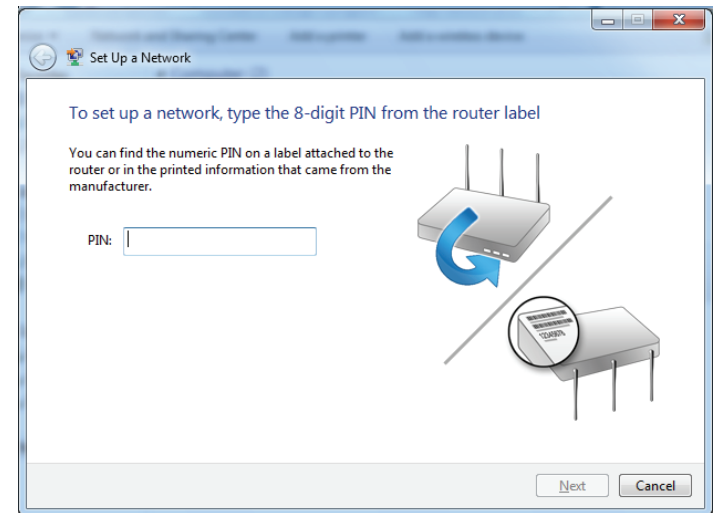 Set Up a Network
To set up a network, type the 8-digit PIN from the router label
You can find the numeric PIN on a label attached to the
router or in the printed information that came from the
manufacturer.
PIN:
12345678
Next
Cancel